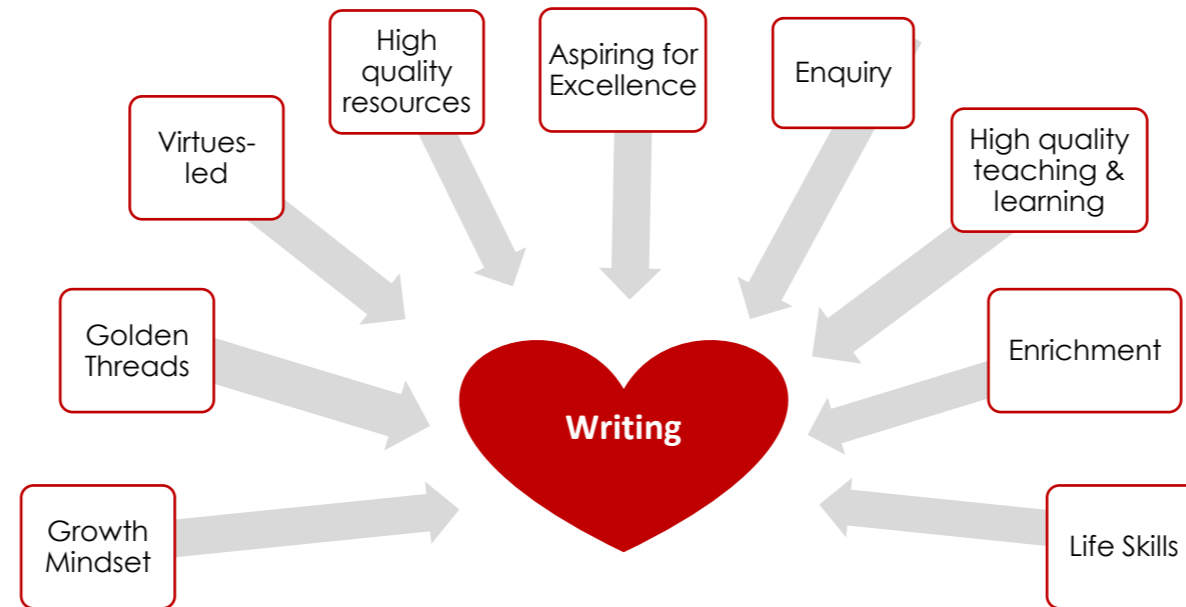 High
quality
resources
Aspiring for
Excellence
Enquiry
Virtues-
led
High quality
teaching &
learning
Golden
Threads
Enrichment
Writing
Growth
Mindset
Life Skills